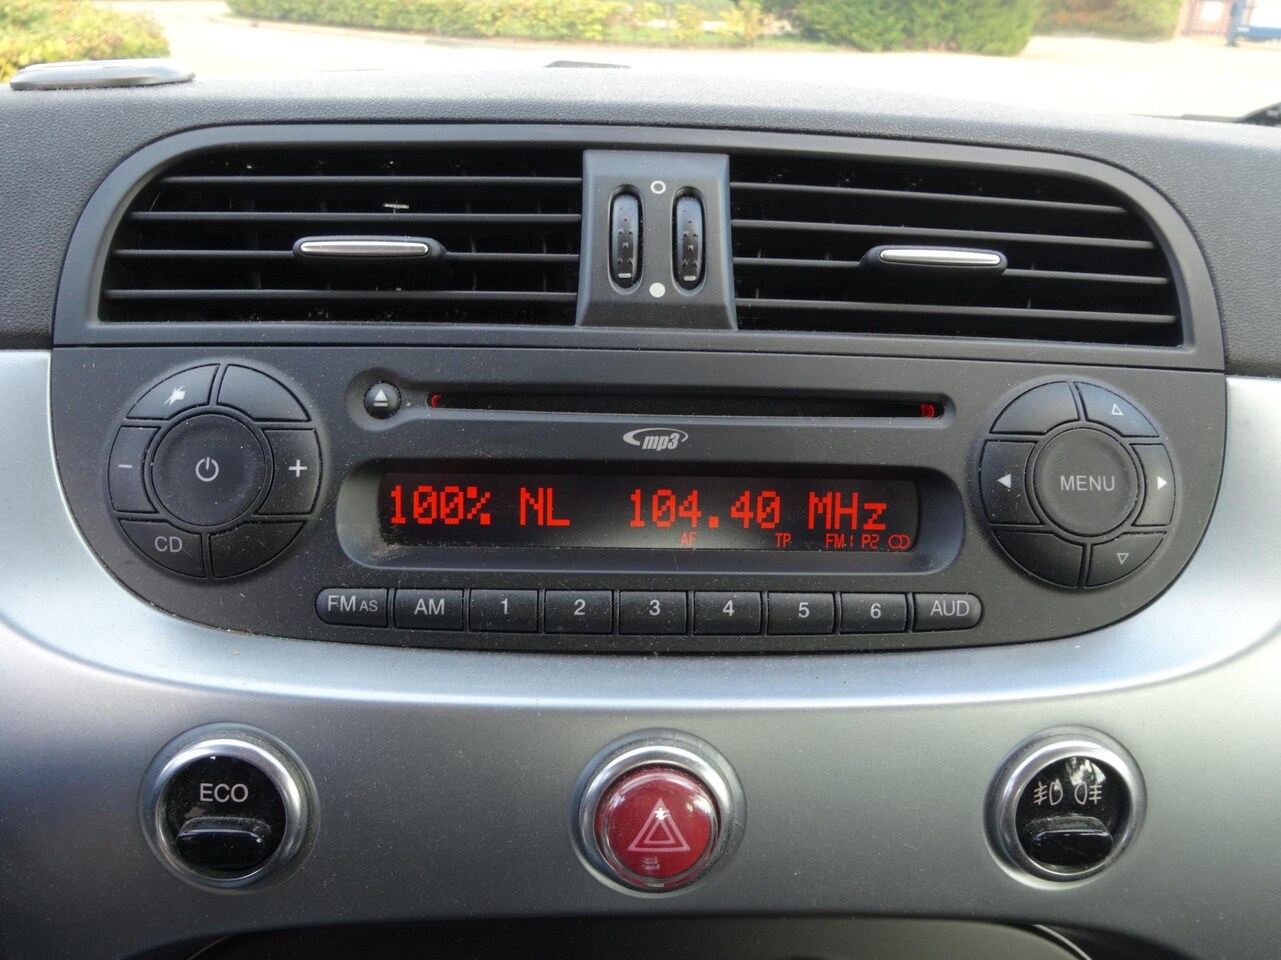 mp3
100% NL 104.40 MHz
AF TP FM1 P2
CD
MENU
FM AS AM 1 2 3 4 5 6 AUD
ECO